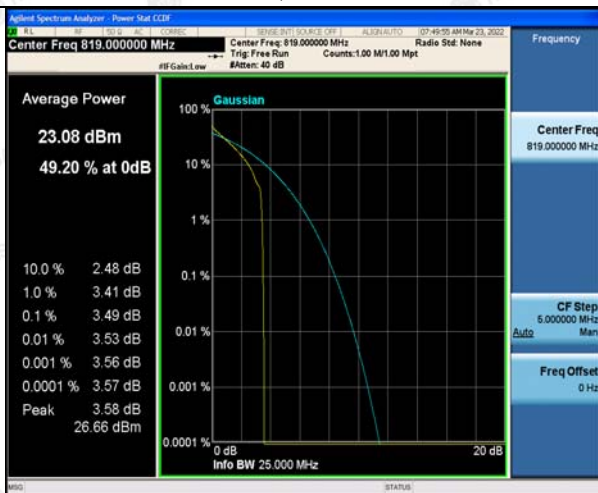 Agilent Spectrum Analyzer - Power Stat CCDF
RL RF 50 Ω AC CORREC SENSE:INT SOURCE OFF ALIGN AUTO 07:49:55 AM Mar 23, 2022
Center Freq 819.000000 MHz
Center Freq: 819.000000 MHz
Radio Std: None
Trig: Free Run
Counts:1.00 M/1.00 Mpt
#IFGain:Low
#Atten: 40 dB
Frequency
Average Power
23.08 dBm
49.20 % at 0dB
10.0 % 2.48 dB
1.0 % 3.41 dB
0.1 % 3.49 dB
0.01 % 3.53 dB
0.001 % 3.56 dB
0.0001 % 3.57 dB
Peak 3.58 dB
26.66 dBm
Gaussian
100 %
10 %
1 %
0.1 %
0.01 %
0.001 %
0.0001 %
0 dB
20 dB
Info BW 25.000 MHz
Center Freq
819.000000 MHz
CF Step
5.000000 MHz
Auto Man
Freq Offset
0 Hz
MSG
STATUS